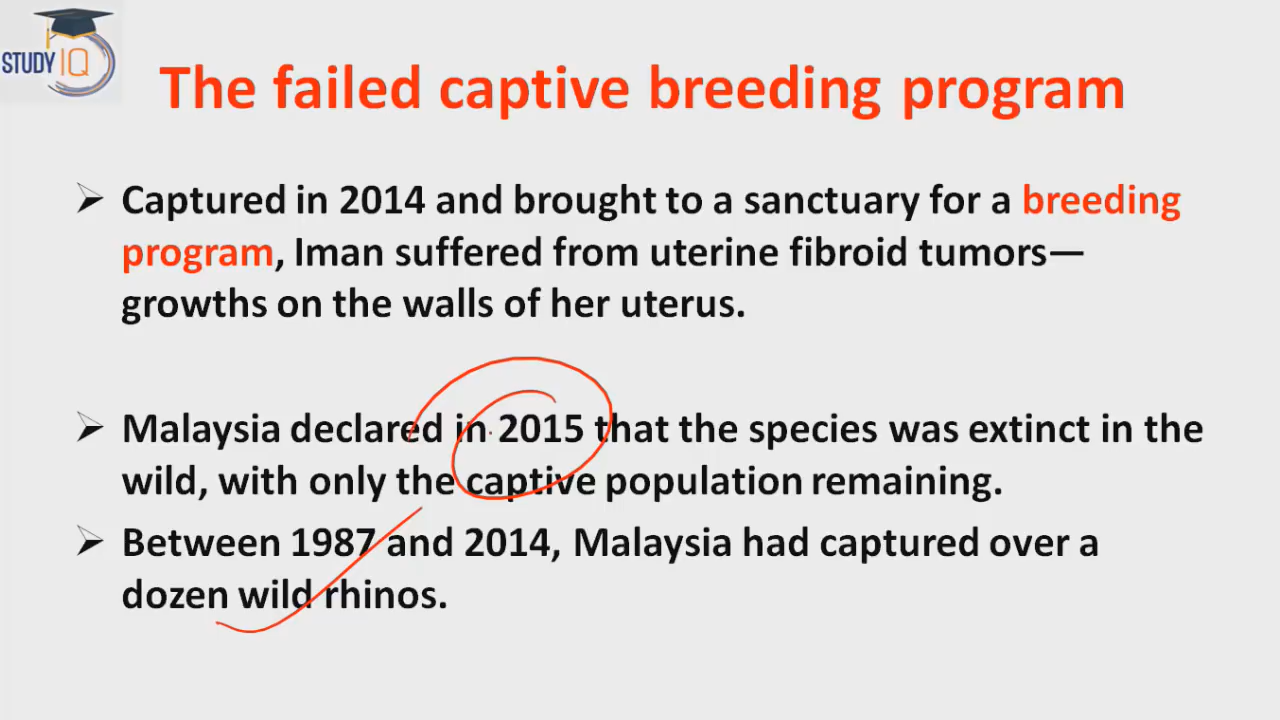 STUDY IQ
The failed captive breeding program
Captured in 2014 and brought to a sanctuary for a breeding
program, Iman suffered from uterine fibroid tumors—
growths on the walls of her uterus.
Malaysia declared in 2015 that the species was extinct in the
wild, with only the captive population remaining.
Between 1987 and 2014, Malaysia had captured over a
dozen wild rhinos.